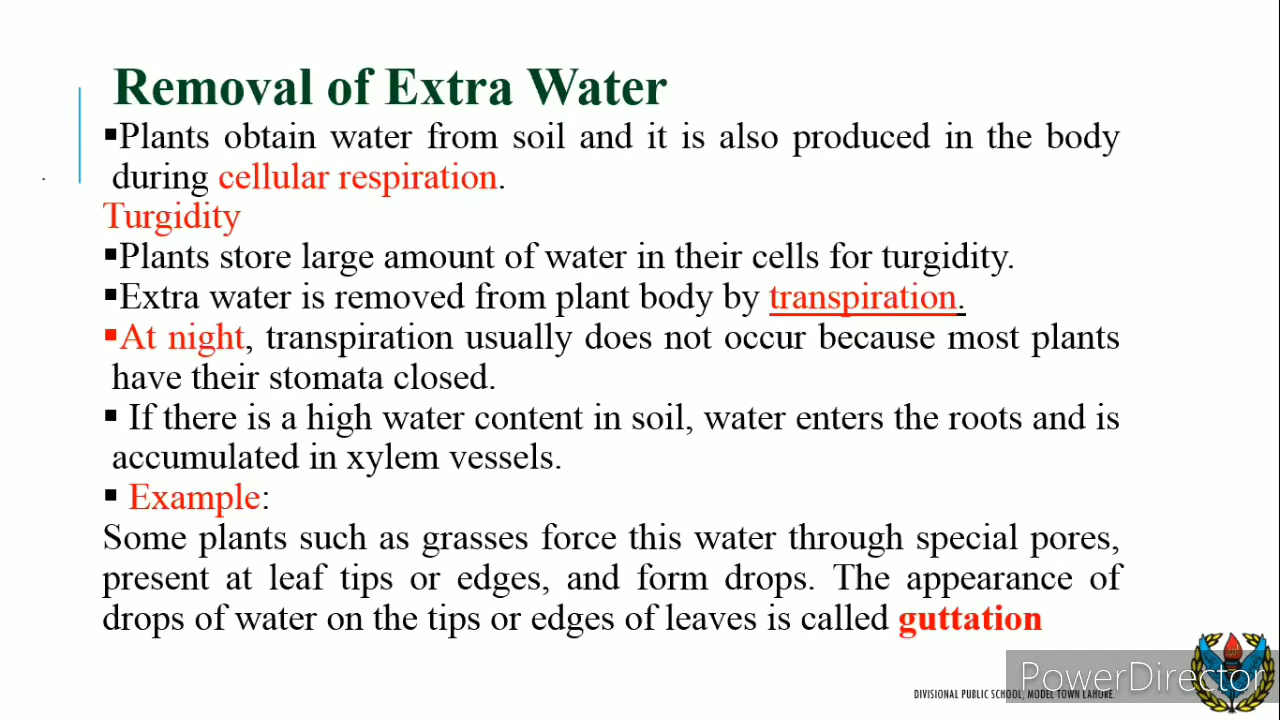 Removal of Extra Water
▪Plants obtain water from soil and it is also produced in the body
during cellular respiration.
Turgidity
▪Plants store large amount of water in their cells for turgidity.
▪Extra water is removed from plant body by transpiration.
▪At night, transpiration usually does not occur because most plants
have their stomata closed.
▪ If there is a high water content in soil, water enters the roots and is
accumulated in xylem vessels.
▪ Example:
Some plants such as grasses force this water through special pores,
present at leaf tips or edges, and form drops. The appearance of
drops of water on the tips or edges of leaves is called guttation
PowerDirector
DIVISIONAL PUBLIC SCHOOL, MODEL TOWN LAHORE.